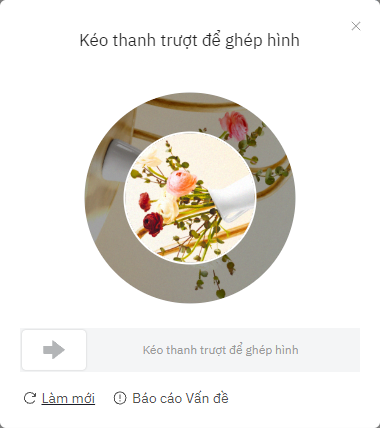 Kéo thanh trượt để ghép hình
Kéo thanh trượt để ghép hình
Làm mới
Báo cáo Vấn đề